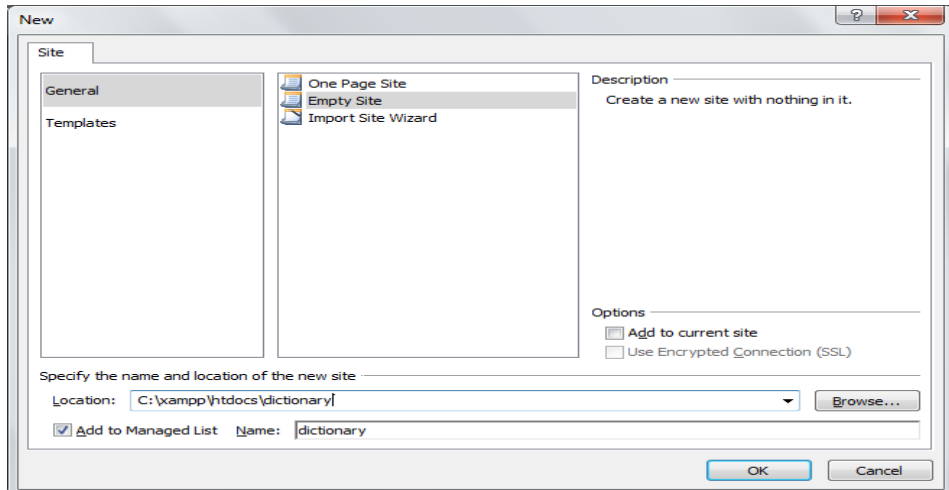 New
Site
General
Templates
One Page Site
Empty Site
Import Site Wizard
Description
Create a new site with nothing in it.
Options
Add to current site
Use Encrypted Connection (SSL)
Specify the name and location of the new site
Location: C:\xampp\htdocs\dictionary Browse...
Add to Managed List Name: dictionary
OK Cancel